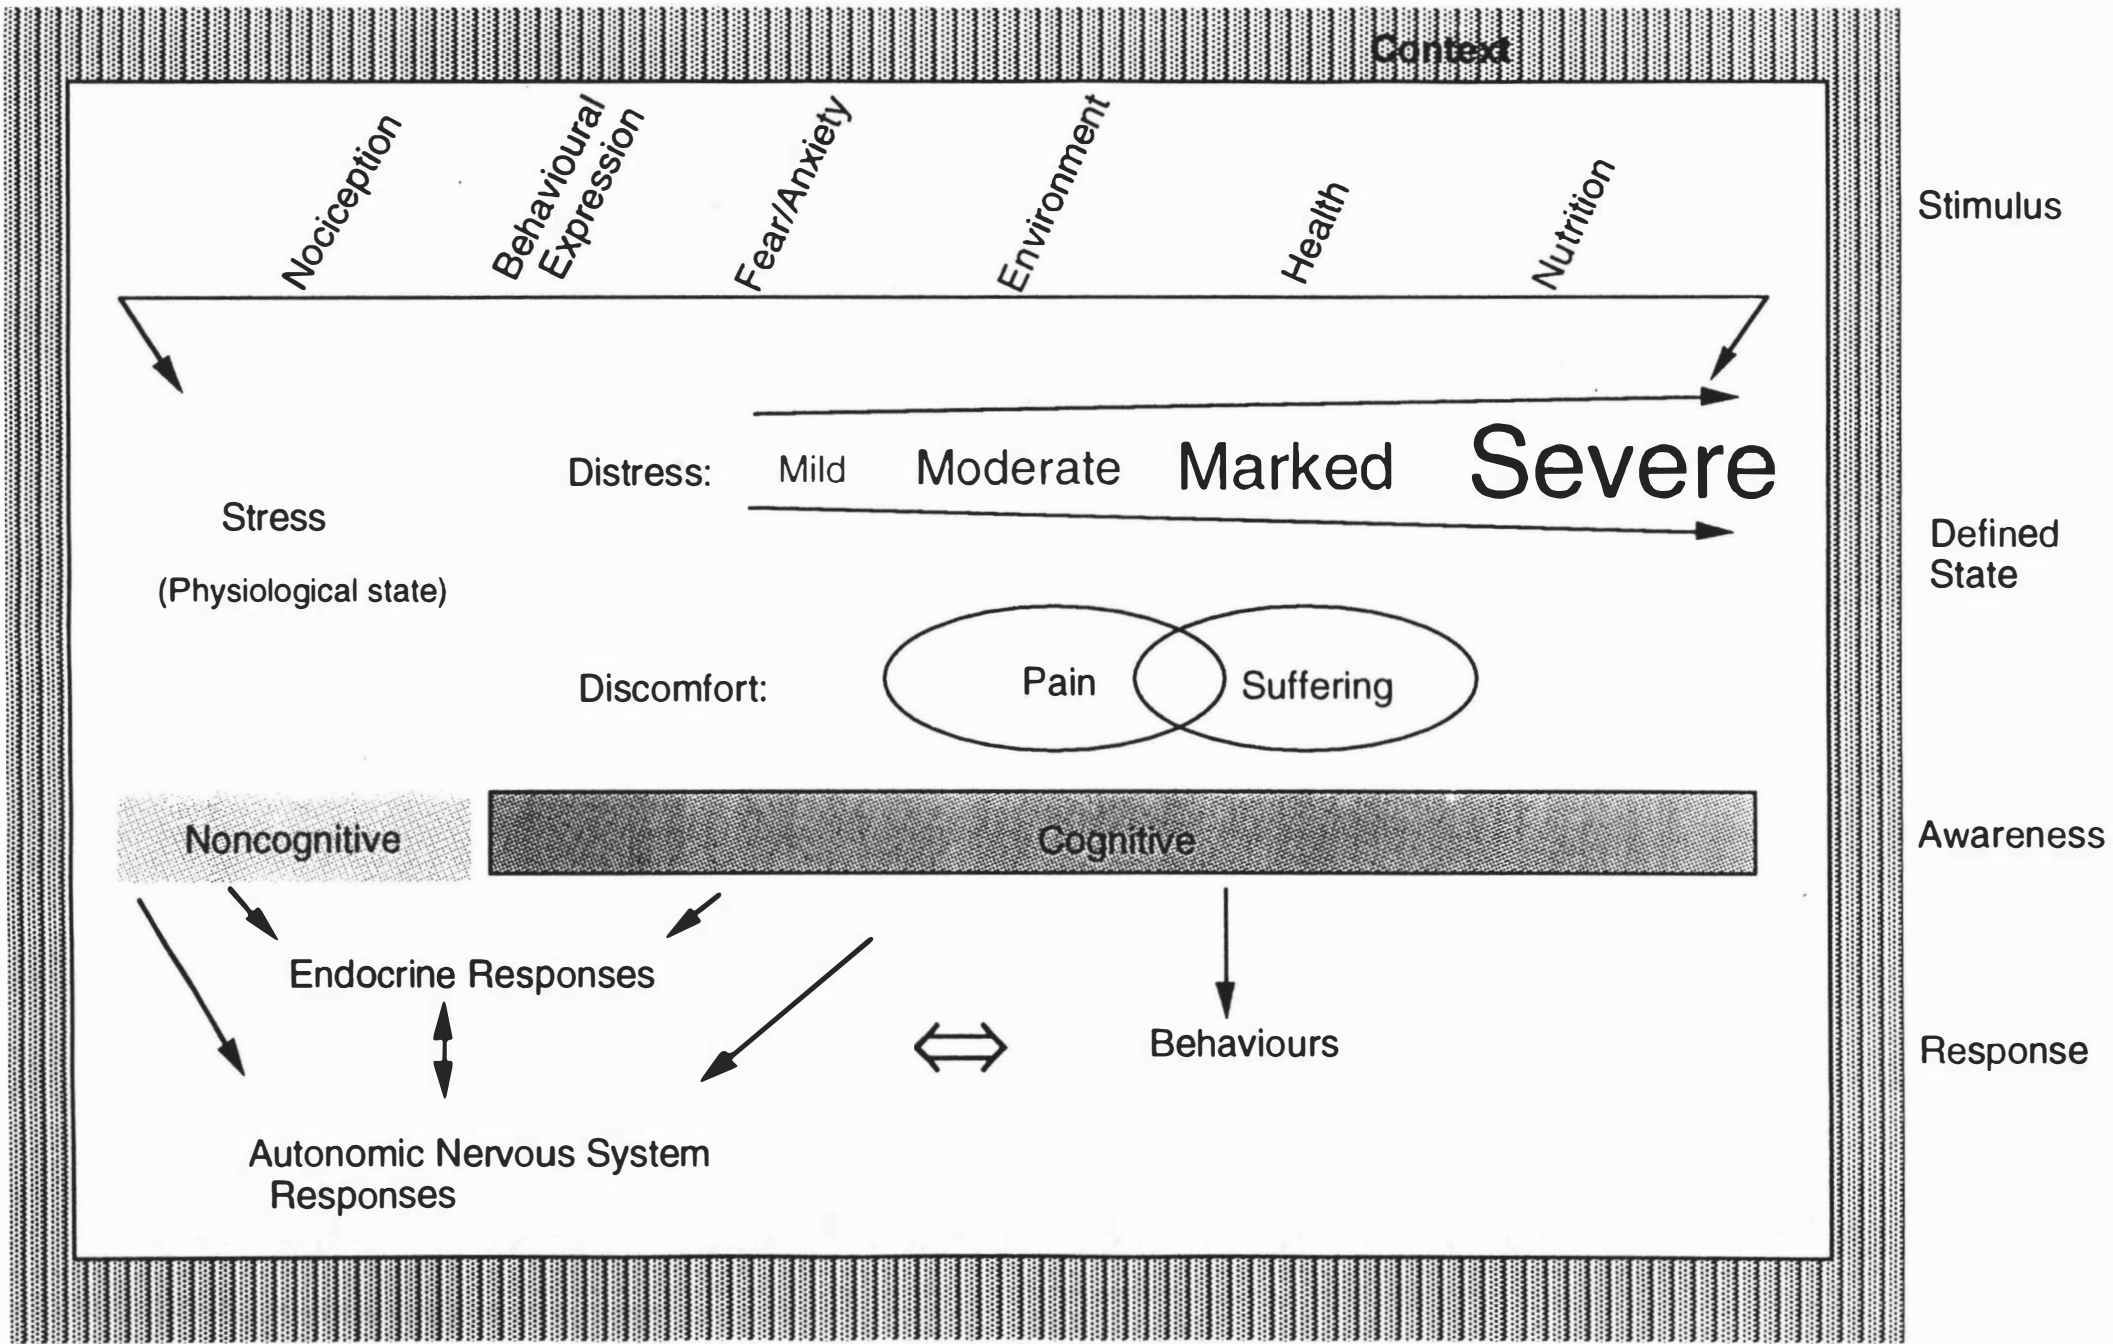 Context
Nociception
Behavioural
Expression
Fear/Anxiety
Environment
Health
Nutrition
Stimulus
Distress: Mild Moderate Marked Severe
Stress
(Physiological state)
Defined
State
Discomfort: Pain Suffering
Noncognitive
Cognitive
Awareness
Endocrine Responses
Behaviours
Response
Autonomic Nervous System
Responses